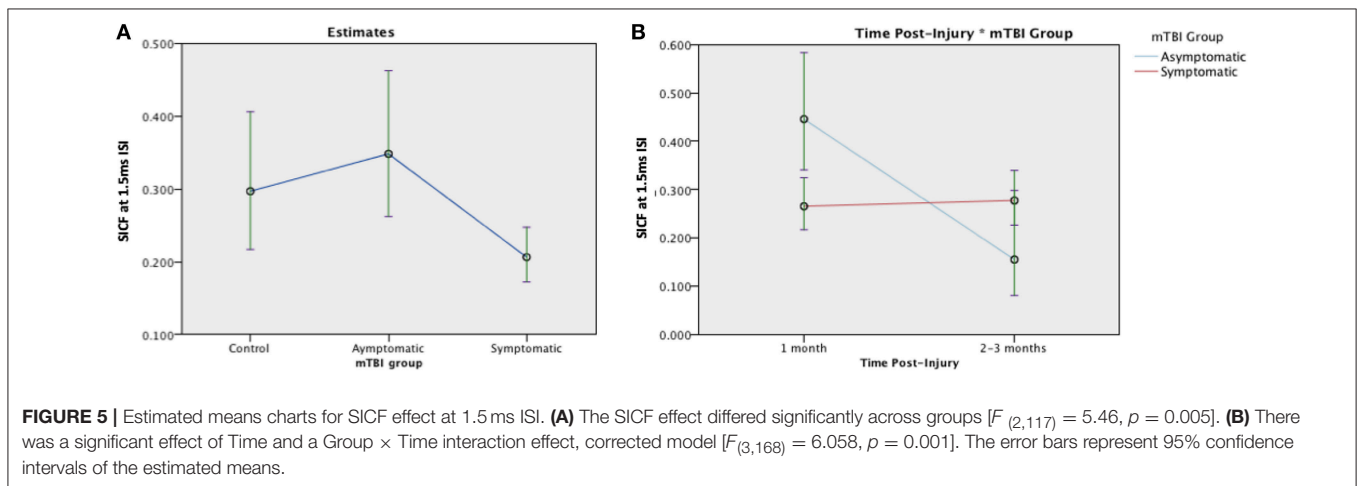 A
Estimates
SICF at 1.5ms ISI
0.500
0.400
0.300
0.200
0.100
Control
Aymptomatic
Symptomatic
mTBI group
B
Time Post-Injury * mTBI Group
SICF at 1.5ms ISI
0.600
0.500
0.400
0.300
0.200
0.100
0.000
1 month
2-3 months
Time Post-Injury
mTBI Group
Asymptomatic
Symptomatic
FIGURE 5 | Estimated means charts for SICF effect at 1.5 ms ISI. (A) The SICF effect differed significantly across groups [F (2,117) = 5.46, p = 0.005]. (B) There
was a significant effect of Time and a Group × Time interaction effect, corrected model [F(3,168) = 6.058, p = 0.001]. The error bars represent 95% confidence
intervals of the estimated means.